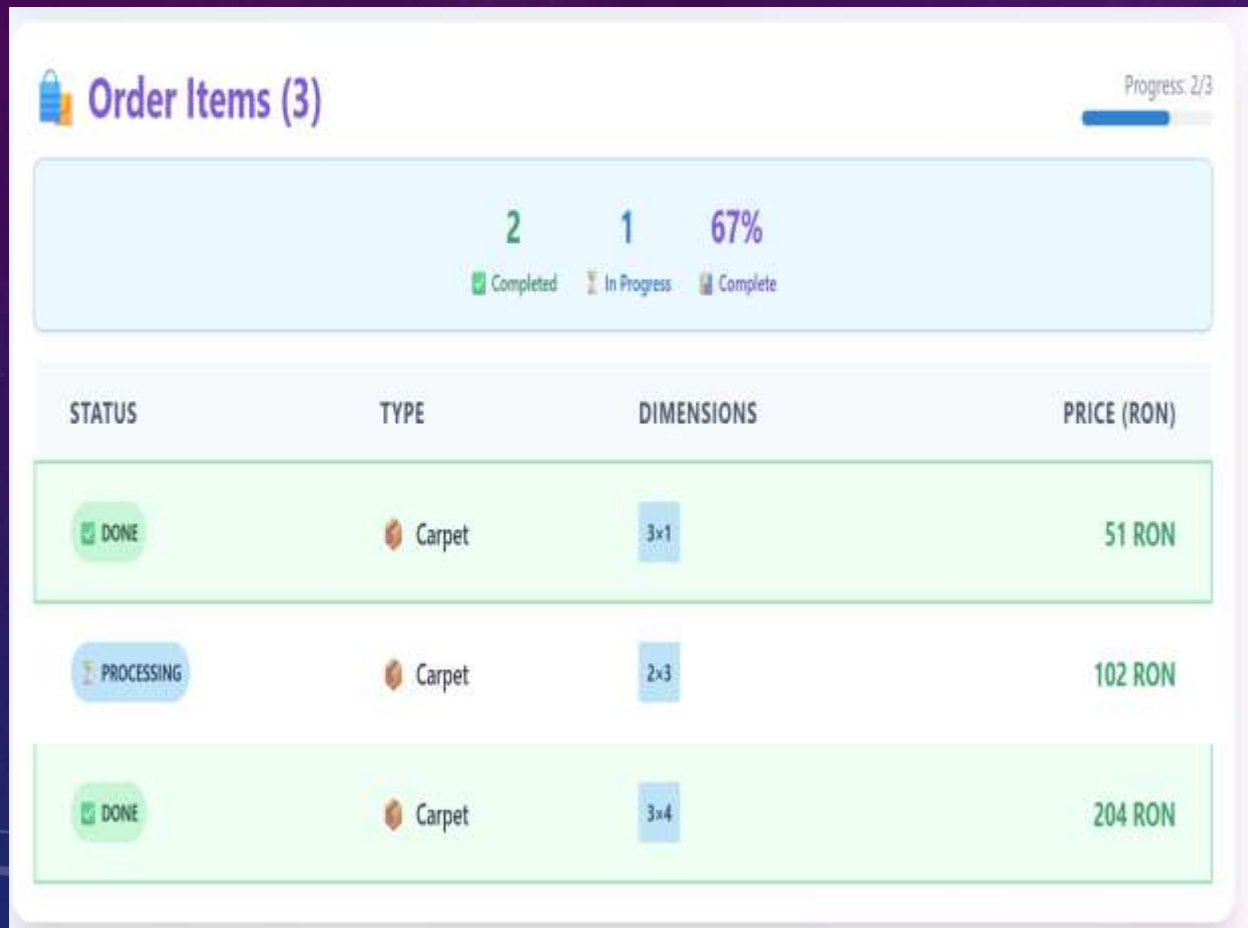 Order Items (3)
Progress: 2/3
2 1 67%
Completed In Progress Complete
STATUS TYPE DIMENSIONS PRICE (RON)
DONE Carpet 3×1 51 RON
PROCESSING Carpet 2×3 102 RON
DONE Carpet 3×4 204 RON